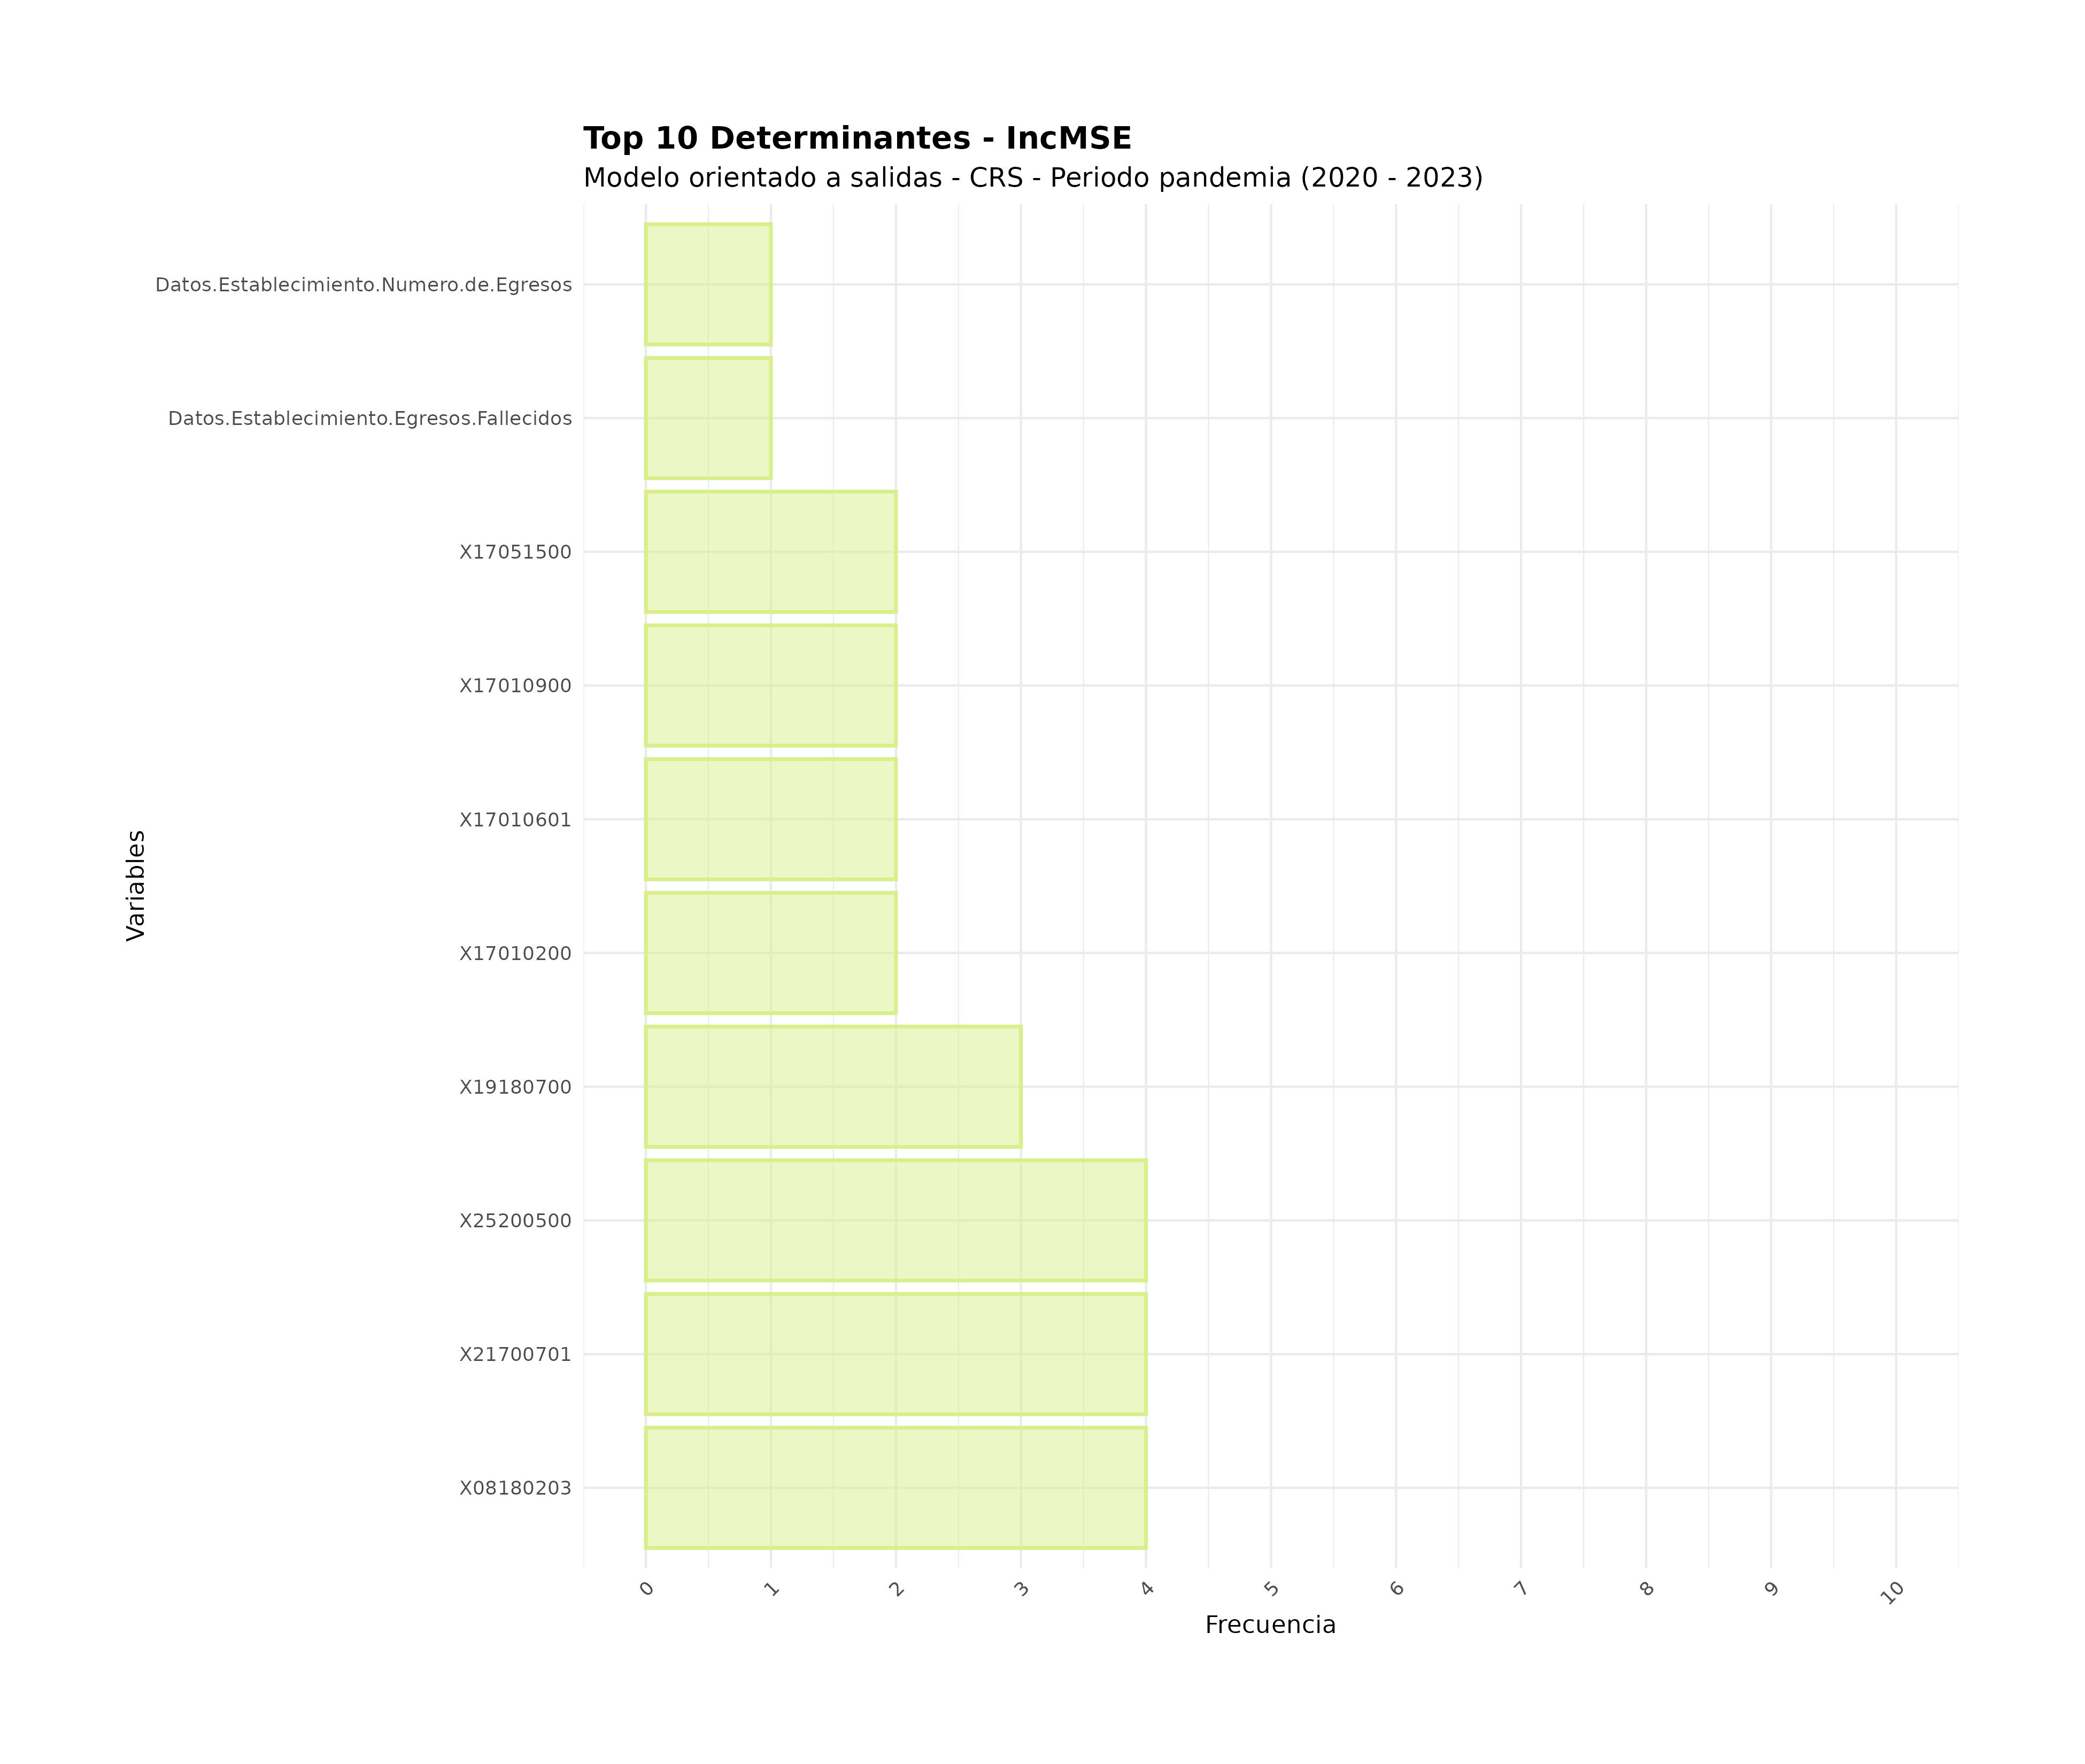 Top 10 Determinantes - IncMSE
Modelo orientado a salidas - CRS - Periodo pandemia (2020 - 2023)
Variables
Datos.Establecimiento.Numero.de.Egresos
Datos.Establecimiento.Egresos.Fallecidos
X17051500
X17010900
X17010601
X17010200
X19180700
X25200500
X21700701
X08180203
0 1 2 3 4 5 6 7 8 9 10
Frecuencia